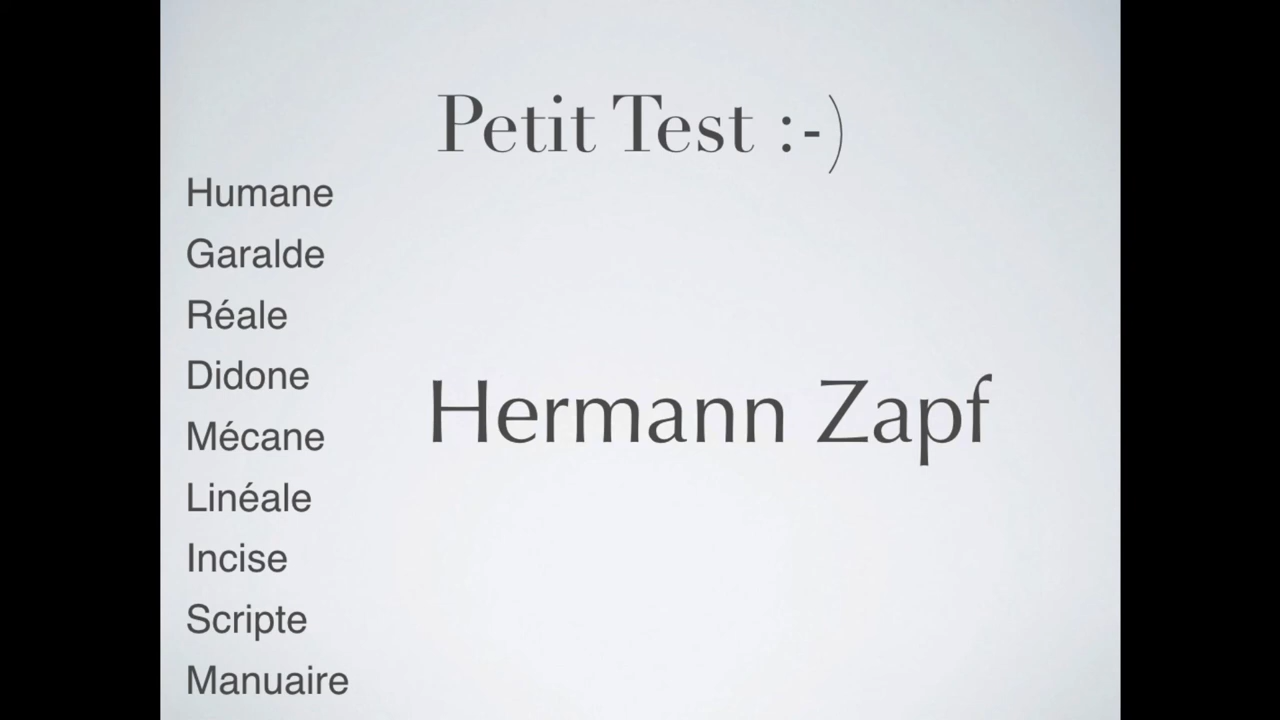 Petit Test :-)
Humane
Garalde
Réale
Didone
Mécane
Linéale
Incise
Scripte
Manuaire
Hermann Zapf